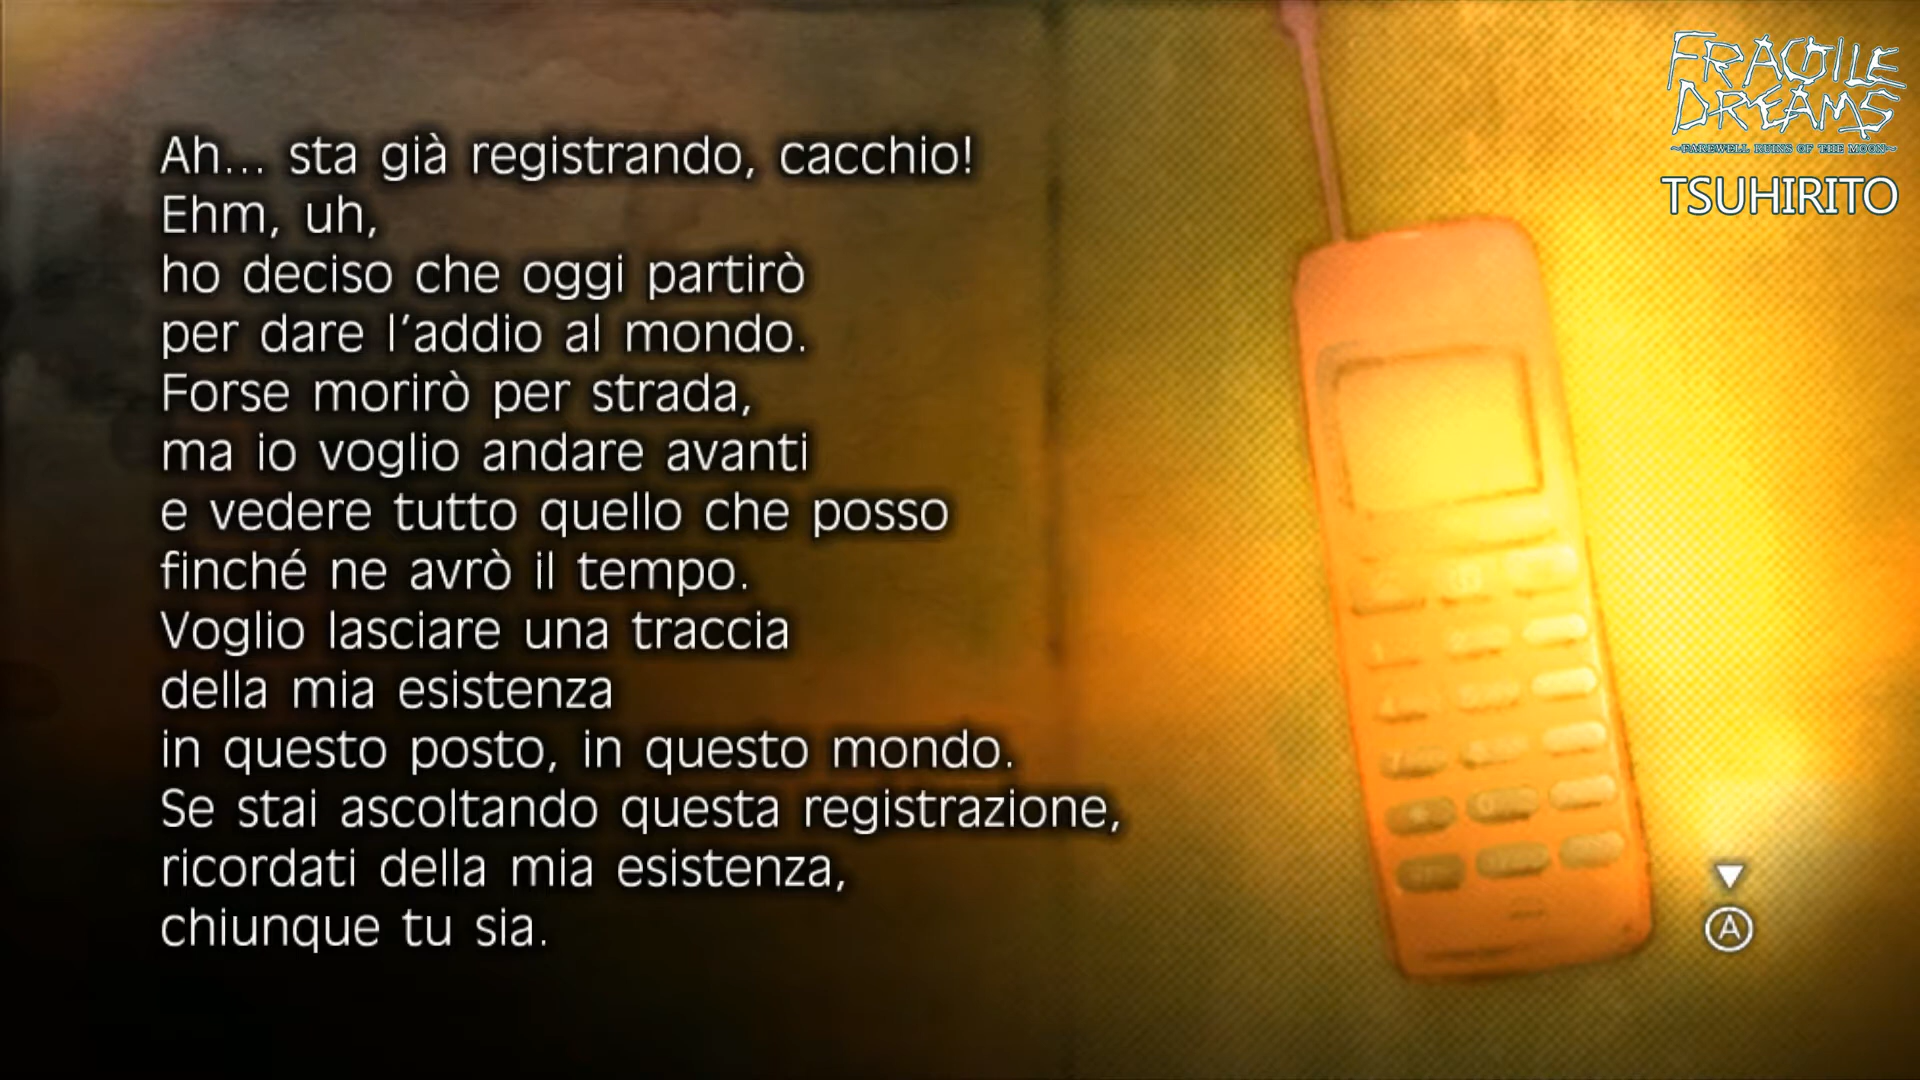 FRAGILE
DREAMS
~FAREWELL RUINS OF THE MOON~
TSUHIRITO
Ah... sta già registrando, cacchio!
Ehm, uh,
ho deciso che oggi partirò
per dare l'addio al mondo.
Forse morirò per strada,
ma io voglio andare avanti
e vedere tutto quello che posso
finché ne avrò il tempo.
Voglio lasciare una traccia
della mia esistenza
in questo posto, in questo mondo.
Se stai ascoltando questa registrazione,
ricordati della mia esistenza,
chiunque tu sia.
A